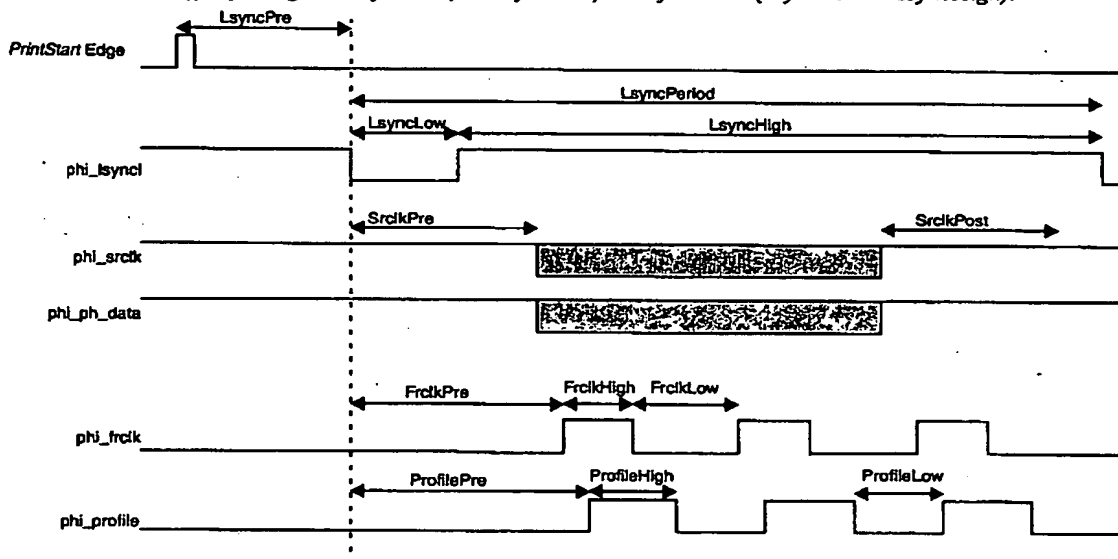 LsyncPre
PrintStart Edge
LsyncPeriod
LsyncLow
LsyncHigh
phi_lsyncl
SrclkPre
SrclkPost
phi_srclk
phi_ph_data
FrclkPre
FrclkHigh
FrclkLow
phi_frclk
ProfilePre
ProfileHigh
ProfileLow
phi_profile